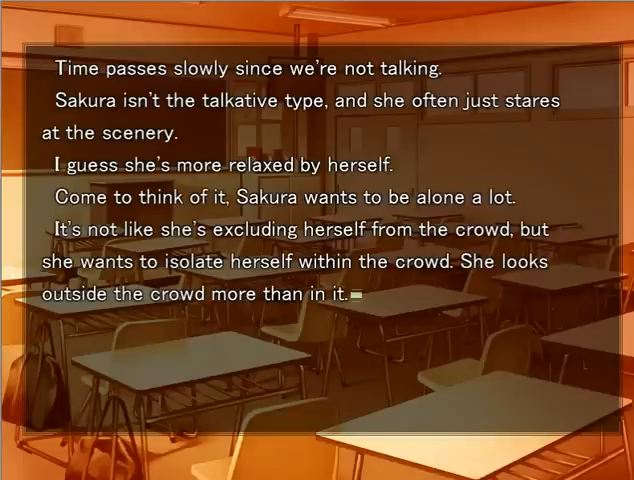 Time passes slowly since we're not talking.
Sakura isn't the talkative type, and she often just stares
at the scenery.
I guess she's more relaxed by herself.
Come to think of it, Sakura wants to be alone a lot.
It's not like she's excluding herself from the crowd, but
she wants to isolate herself within the crowd. She looks
outside the crowd more than in it.